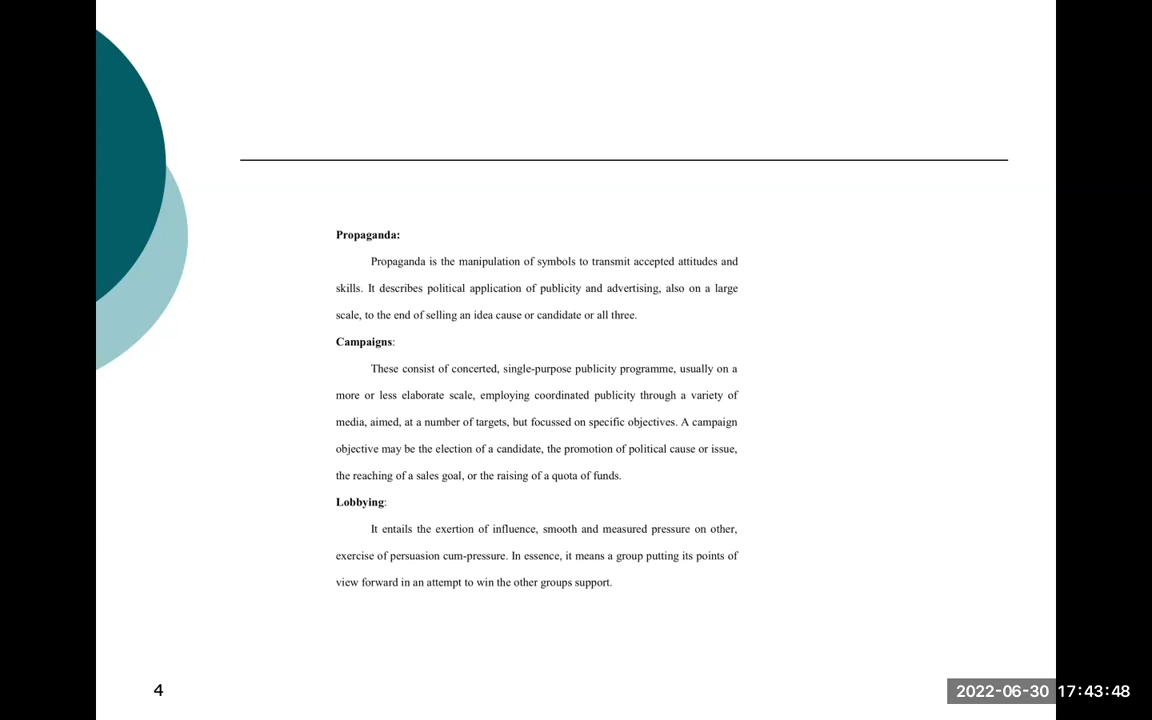 Propaganda:
Propaganda is the manipulation of symbols to transmit accepted attitudes and
skills. It describes political application of publicity and advertising, also on a large
scale, to the end of selling an idea cause or candidate or all three.
Campaigns:
These consist of concerted, single-purpose publicity programme, usually on a
more or less elaborate scale, employing coordinated publicity through a variety of
media, aimed, at a number of targets, but focussed on specific objectives. A campaign
objective may be the election of a candidate, the promotion of political cause or issue,
the reaching of a sales goal, or the raising of a quota of funds.
Lobbying:
It entails the exertion of influence, smooth and measured pressure on other,
exercise of persuasion cum-pressure. In essence, it means a group putting its points of
view forward in an attempt to win the other groups support.
4
2022-06-30 17:43:48